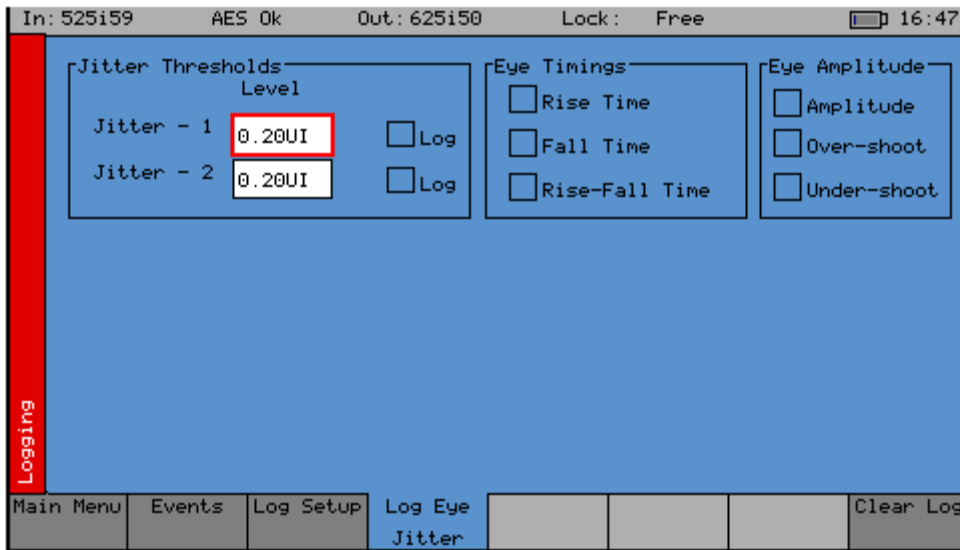 In:525i59 AES Ok Out:625i50 Lock: Free 16:47
Jitter Thresholds
Level
Jitter - 1 0.20UI Log
Jitter - 2 0.20UI Log
Eye Timings
Rise Time
Fall Time
Rise-Fall Time
Eye Amplitude
Amplitude
Over-shoot
Under-shoot
Logging
Main Menu Events Log Setup Log Eye Jitter Clear Log